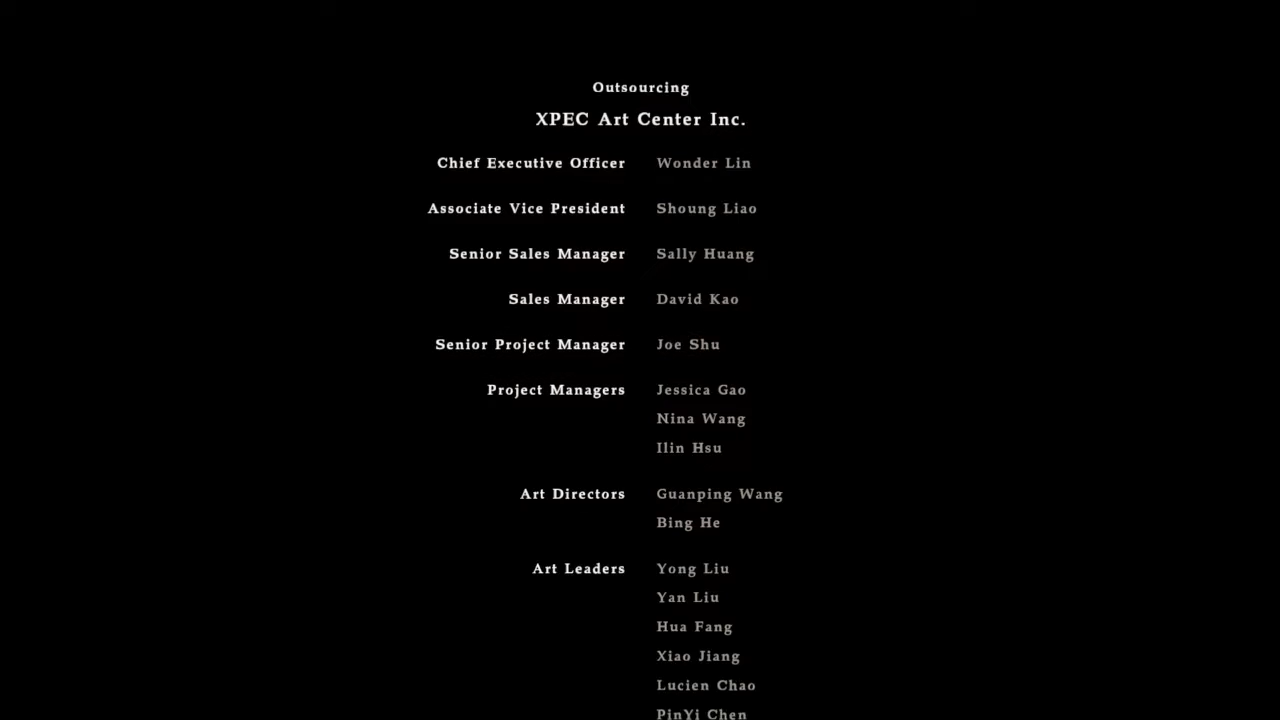 Outsourcing
XPEC Art Center Inc.
Chief Executive Officer Wonder Lin
Associate Vice President Shoung Liao
Senior Sales Manager Sally Huang
Sales Manager David Kao
Senior Project Manager Joe Shu
Project Managers Jessica Gao
Nina Wang
Ilin Hsu
Art Directors Guanping Wang
Bing He
Art Leaders Yong Liu
Yan Liu
Hua Fang
Xiao Jiang
Lucien Chao
PinYi Chen